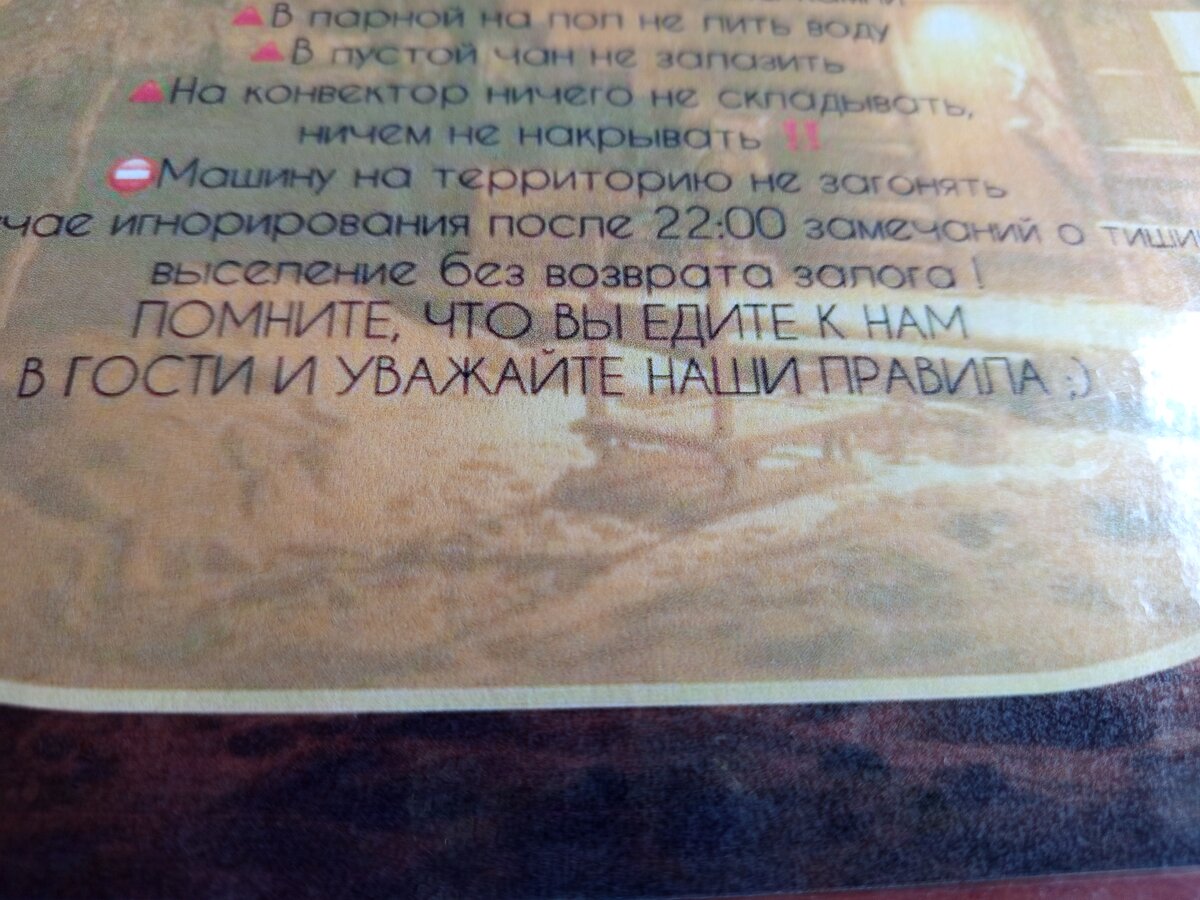 🔺В парной на пол не лить воду
🔺В пустой чан не залазить
🔺На конвектор ничего не складывать,
ничем не накрывать ‼
⛔Машину на территорию не загонять
игнорирования после 22:00 замечаний о
выселение без возврата залога !
ПОМНИТЕ, ЧТО ВЫ ЕДИТЕ К НАМ
В ГОСТИ И УВАЖАЙТЕ НАШИ ПРАВИЛА ;)